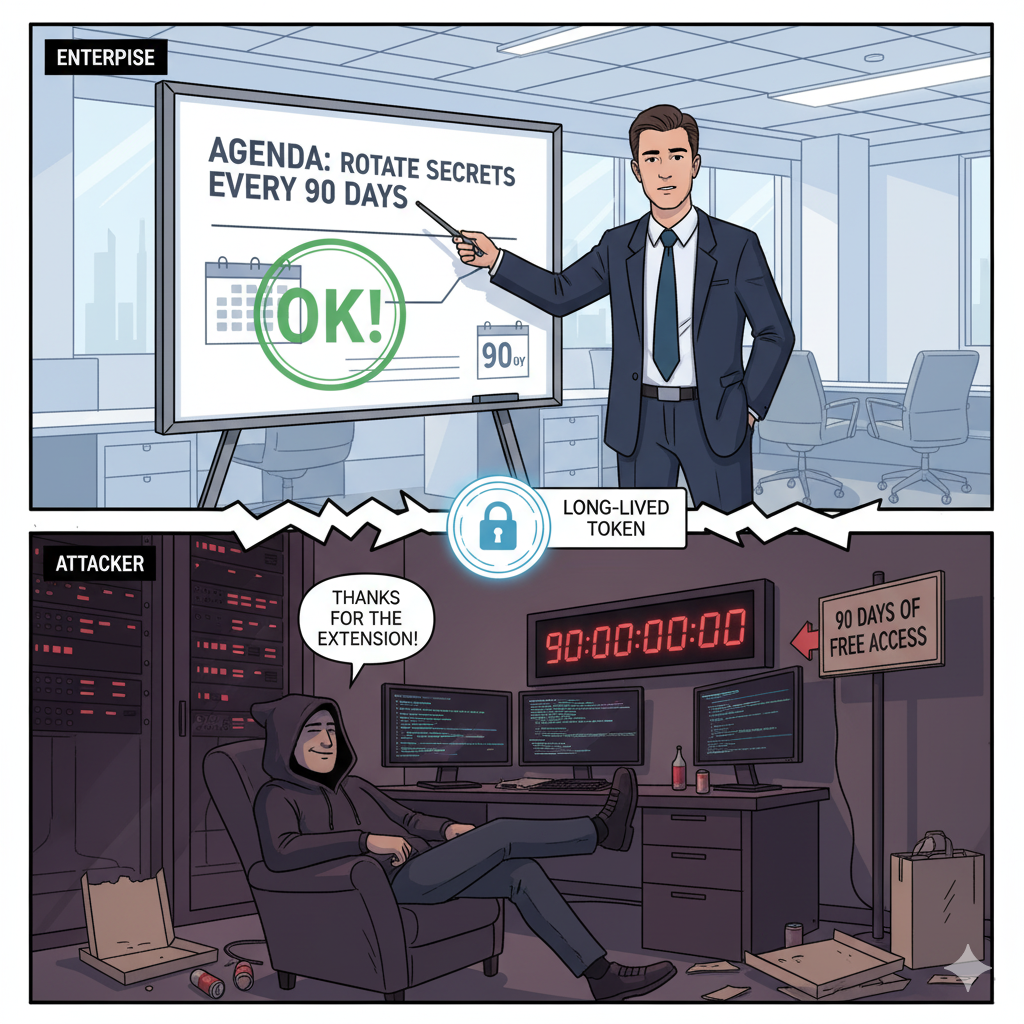 ENTERPISE
AGENDA: ROTATE SECRETS
EVERY 90 DAYS
OK!
90 DY
LONG-LIVED
TOKEN
ATTACKER
THANKS
FOR THE
EXTENSION!
90:00:00:00
90 DAYS OF
FREE ACCESS